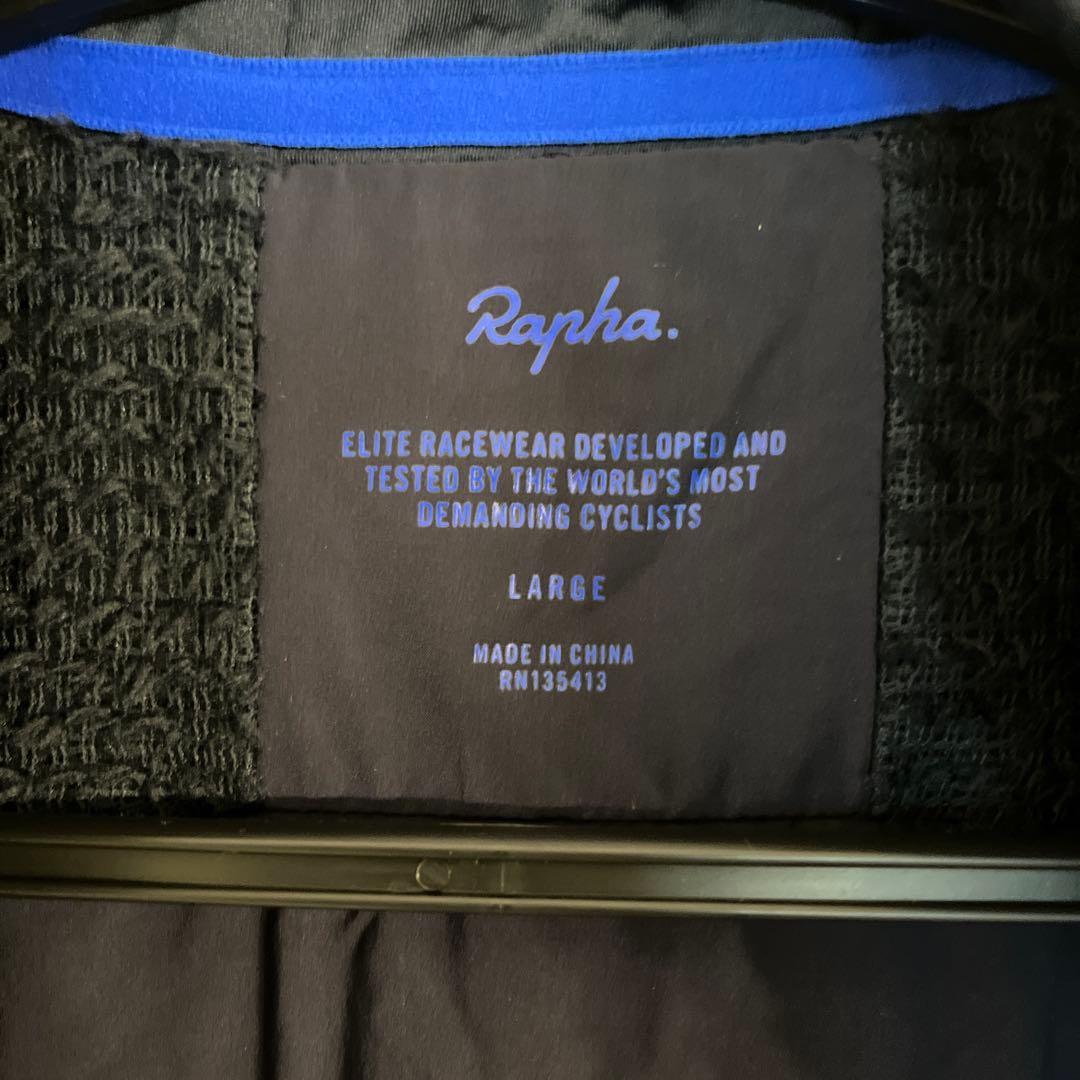 Rapha.
ELITE RACEWEAR DEVELOPED AND
TESTED BY THE WORLD'S MOST
DEMANDING CYCLISTS
LARGE
MADE IN CHINA
RN135413